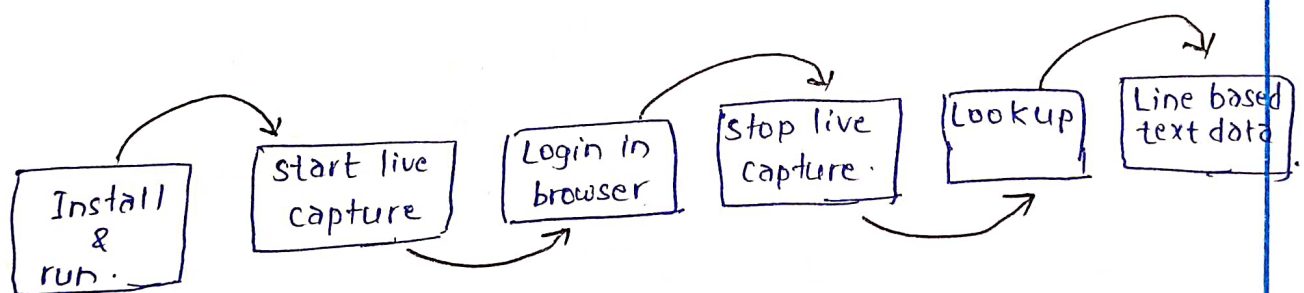 Install
&
run.
start live
capture
Login in
browser
stop live
capture.
Lookup
Line based
text data.